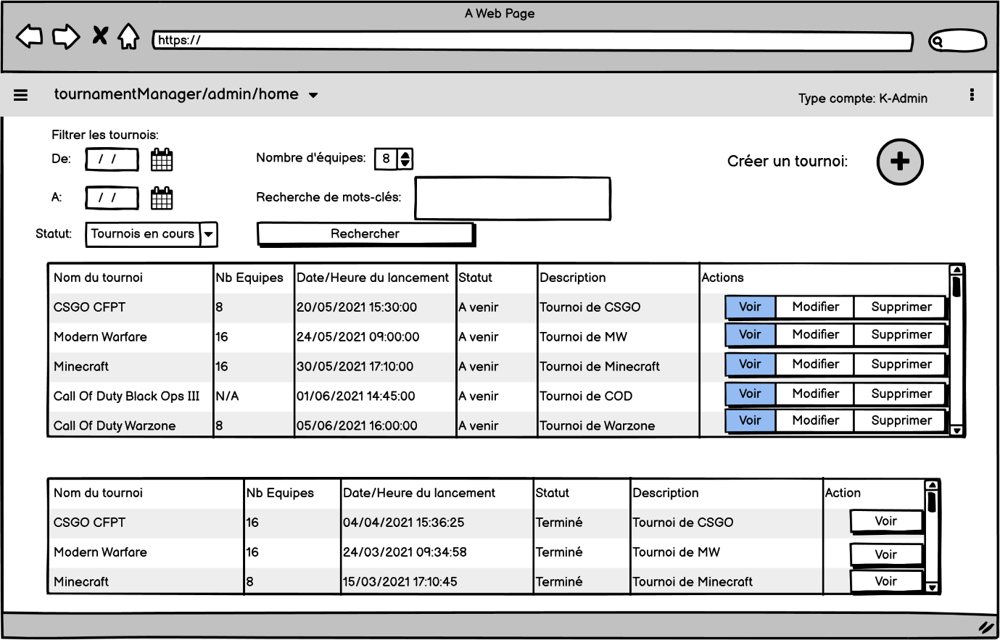 A Web Page
https://
tournamentManager/admin/home
Type compte: K-Admin
Filtrer les tournois:
De: / /
Nombre d'équipes: 8
Créer un tournoi:
A: / /
Recherche de mots-clés:
Statut: Tournois en cours
Rechercher
Nom du tournoi Nb Equipes Date/Heure du lancement Statut Description Actions
CSGO CFPT 8 20/05/2021 15:30:00 A venir Tournoi de CSGO Voir Modifier Supprimer
Modern Warfare 16 24/05/2021 09:00:00 A venir Tournoi de MW Voir Modifier Supprimer
Minecraft 16 30/05/2021 17:10:00 A venir Tournoi de Minecraft Voir Modifier Supprimer
Call Of Duty Black Ops III N/A 01/06/2021 14:45:00 A venir Tournoi de COD Voir Modifier Supprimer
Call Of Duty Warzone 8 05/06/2021 16:00:00 A venir Tournoi de Warzone Voir Modifier Supprimer
Nom du tournoi Nb Equipes Date/Heure du lancement Statut Description Action
CSGO CFPT 16 04/04/2021 15:36:25 Terminé Tournoi de CSGO Voir
Modern Warfare 16 24/03/2021 09:34:58 Terminé Tournoi de MW Voir
Minecraft 8 15/03/2021 17:10:45 Terminé Tournoi de Minecraft Voir